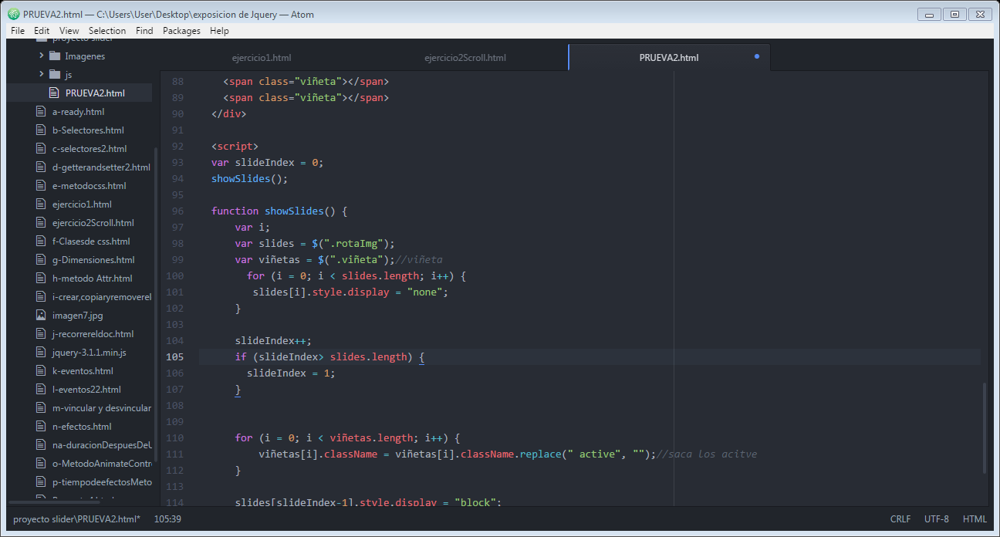 PRUEVA2.html — C:\Users\User\Desktop\exposicion de Jquery — Atom
File Edit View Selection Find Packages Help
proyecto slider
Imagenes
js
PRUEVA2.html
a-ready.html
b-Selectores.html
c-selectores2.html
d-getterandsetter2.html
e-metodocss.html
ejercicio1.html
ejercicio2Scroll.html
f-Clasesde css.html
g-Dimensiones.html
h-metodo Attr.html
i-crear,copiaryremoverel
imagen7.jpg
j-recorrereldoc.html
jquery-3.1.1.min.js
k-eventos.html
l-eventos22.html
m-vincular y desvincular
n-efectos.html
na-duracionDespuesDeL
o-MetodoAnimateContr
p-tiempodeefectosMeto
ejercicio1.html ejercicio2Scroll.html PRUEVA2.html
88 <span class="viñeta"></span>
89 <span class="viñeta"></span>
90 </div>
91
92 <script>
93 var slideIndex = 0;
94 showSlides();
95
96 function showSlides() {
97 var i;
98 var slides = $(".rotaImg");
99 var viñetas = $(".viñeta");//viñeta
100 for (i = 0; i < slides.length; i++) {
101 slides[i].style.display = "none";
102 }
103
104 slideIndex++;
105 if (slideIndex> slides.length) {
106 slideIndex = 1;
107 }
108
109
110 for (i = 0; i < viñetas.length; i++) {
111 viñetas[i].className = viñetas[i].className.replace(" active", "");//saca los acitve
112 }
113
114 slides[slideIndex-1].style.display = "block";
proyecto slider\PRUEVA2.html* 105:39 CRLF UTF-8 HTML